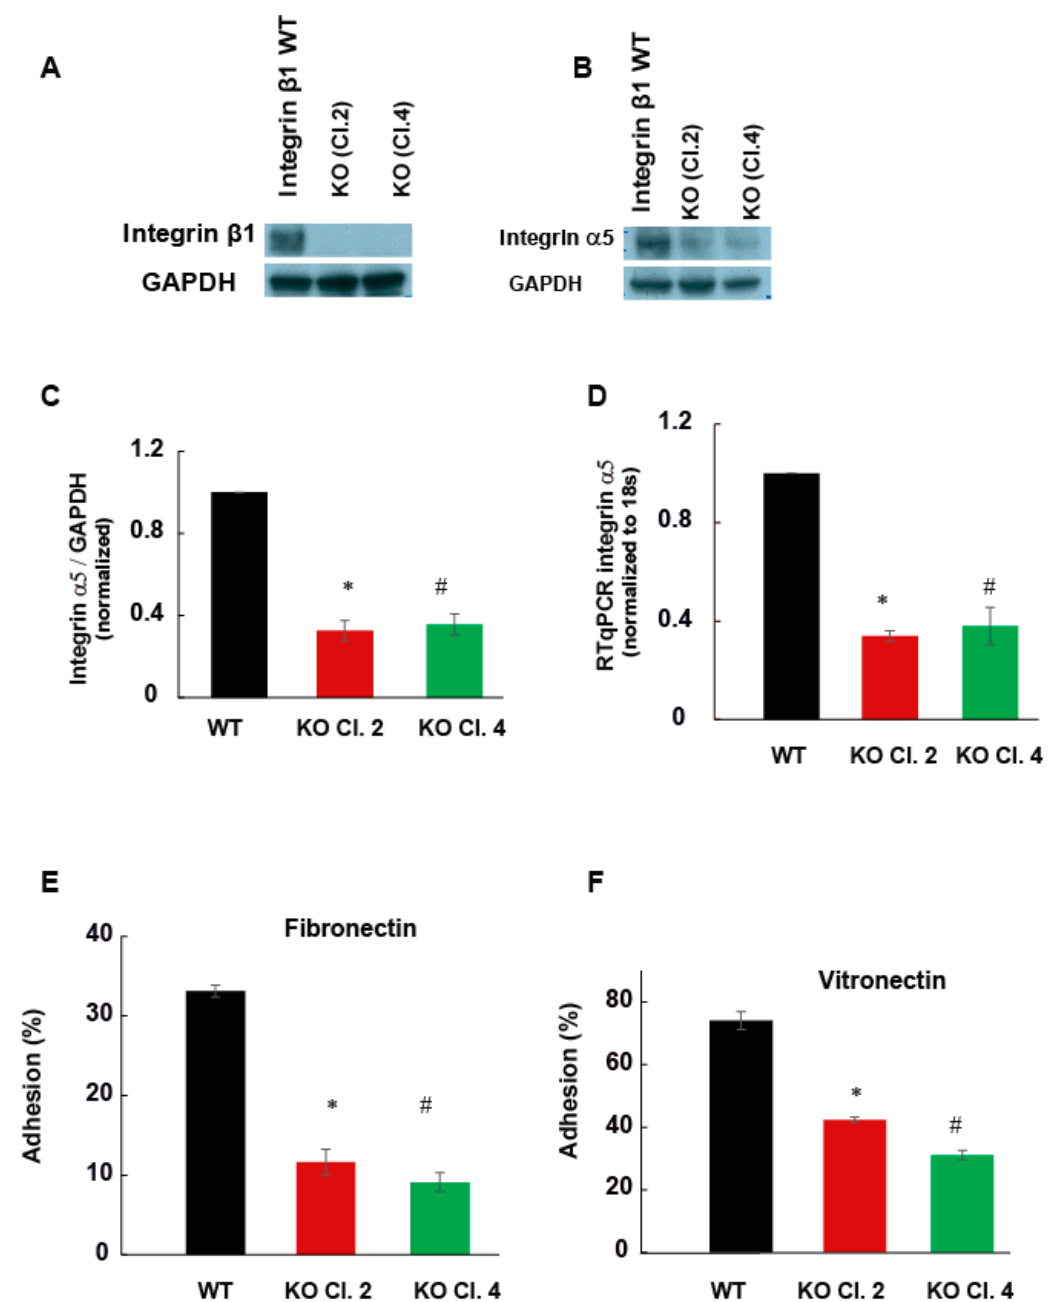 A
Integrin β1 WT
KO (Cl.2)
KO (Cl.4)
Integrin β1
GAPDH
B
Integrin β1 WT
KO (Cl.2)
KO (Cl.4)
Integrin α5
GAPDH
C
Integrin α5 / GAPDH
(normalized)
1.2
0.8
0.4
0
*
#
WT
KO Cl. 2
KO Cl. 4
D
RTqPCR integrin α5
(normalized to 18s)
1.2
0.8
0.4
0
*
#
WT
KO Cl. 2
KO Cl. 4
E
Fibronectin
Adhesion (%)
40
30
20
10
0
*
#
WT
KO Cl. 2
KO Cl. 4
F
Vitronectin
Adhesion (%)
80
60
40
20
0
*
#
WT
KO Cl. 2
KO Cl. 4